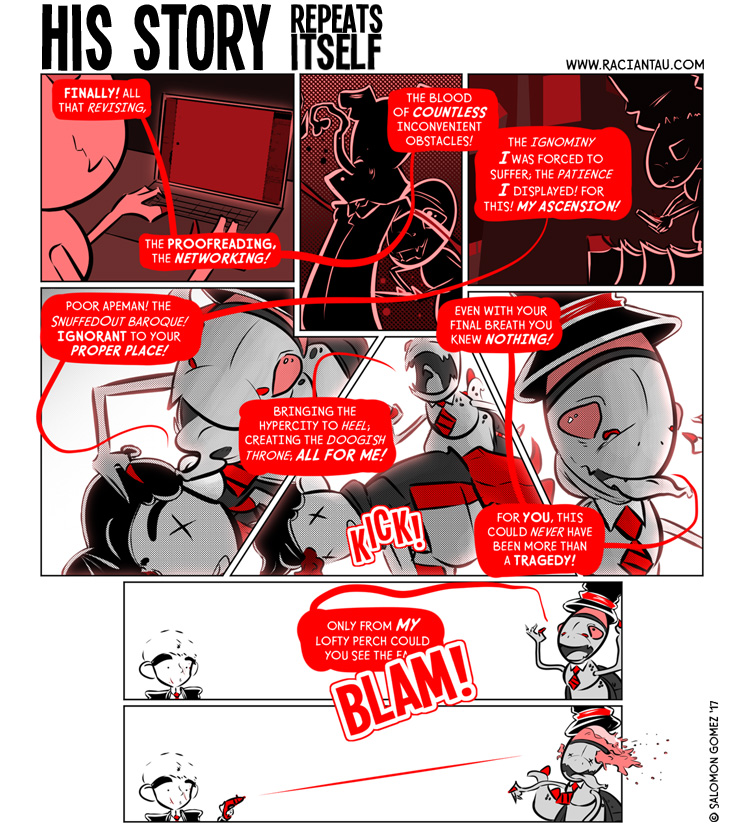 HIS STORY REPEATS
ITSELF
WWW.RACIANTAU.COM
FINALLY! ALL
THAT REVISING,
THE PROOFREADING,
THE NETWORKING!
THE BLOOD
OF COUNTLESS
INCONVENIENT
OBSTACLES!
THE IGNOMINY
I WAS FORCED TO
SUFFER; THE PATIENCE
I DISPLAYED! FOR
THIS! MY ASCENSION!
POOR APEMAN! THE
SNUFFEDOUT BAROQUE!
IGNORANT TO YOUR
PROPER PLACE!
BRINGING THE
HYPERCITY TO HEEL;
CREATING THE DOOGISH
THRONE; ALL FOR ME!
KICK!
EVEN WITH YOUR
FINAL BREATH YOU
KNEW NOTHING!
FOR YOU, THIS
COULD NEVER HAVE
BEEN MORE THAN
A TRAGEDY!
ONLY FROM MY
LOFTY PERCH COULD
YOU SEE THE FA
BLAM!
© SALOMON GOMEZ '17